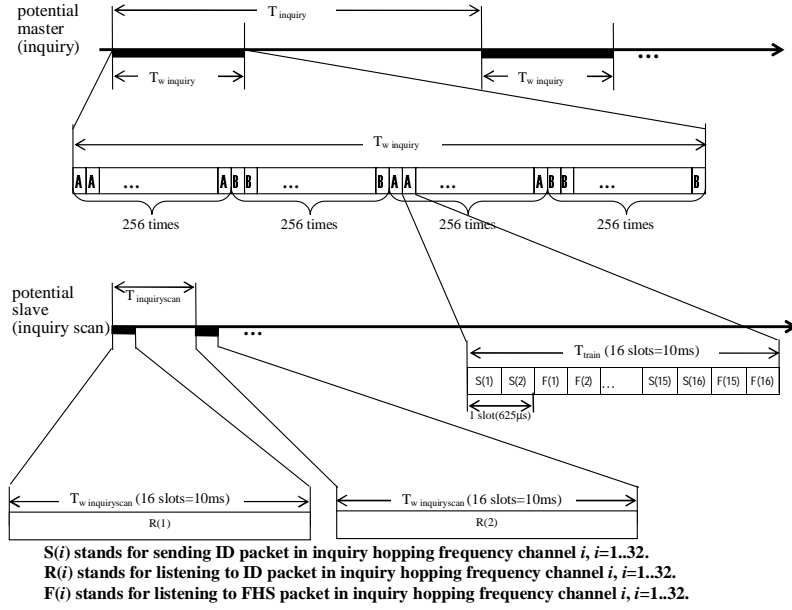 potential
master
(inquiry)
T inquiry
T w inquiry
T w inquiry
...
T w inquiry
A A ... A B B ... B A A ... A B B ... B
256 times 256 times 256 times 256 times
potential
slave
(inquiry scan)
T inquiryscan
...
T train (16 slots=10ms)
S(1) S(2) F(1) F(2) ... S(15) S(16) F(15) F(16)
1 slot(625μs)
T w inquiryscan (16 slots=10ms)
R(1)
T w inquiryscan (16 slots=10ms)
R(2)
S(i) stands for sending ID packet in inquiry hopping frequency channel i, i=1..32.
R(i) stands for listening to ID packet in inquiry hopping frequency channel i, i=1..32.
F(i) stands for listening to FHS packet in inquiry hopping frequency channel i, i=1..32.